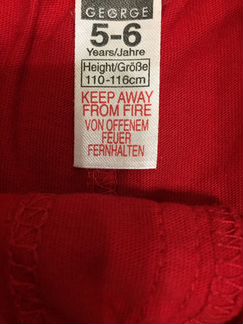 GEORGE
5-6
Years/Jahre
Height/Größe
110-116cm
KEEP AWAY
FROM FIRE
VON OFFENEM
FEUER
FERNHALTEN